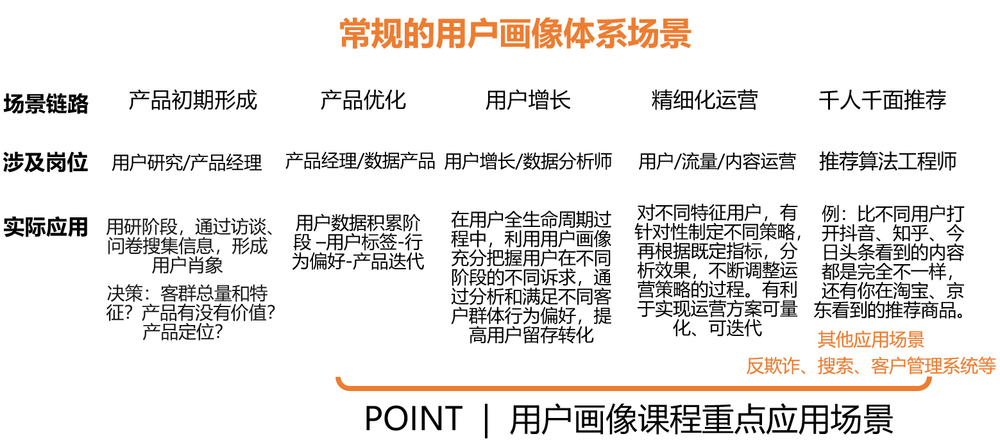 常规的用户画像体系场景
场景链路
产品初期形成
产品优化
用户增长
精细化运营
千人千面推荐
涉及岗位
用户研究/产品经理
产品经理/数据产品
用户增长/数据分析师
用户/流量/内容运营
推荐算法工程师
实际应用
用研阶段，通过访谈、
问卷搜集信息，形成
用户肖象
决策：客群总量和特
征？产品有没有价值？
产品定位？
用户数据积累阶
段 –用户标签-行
为偏好-产品迭代
在用户全生命周期过
程中，利用用户画像
充分把握用户在不同
阶段的不同诉求，通
过分析和满足不同客
户群体行为偏好，提
高用户留存转化
对不同特征用户，有
针对性制定不同策略，
再根据既定指标，分
析效果，不断调整运
营策略的过程。有利
于实现运营方案可量
化、可迭代
例：比不同用户打
开抖音、知乎、今
日头条看到的内容
都是完全不一样，
还有你在淘宝、京
东看到的推荐商品。
其他应用场景
反欺诈、搜索、客户管理系统等
POINT | 用户画像课程重点应用场景